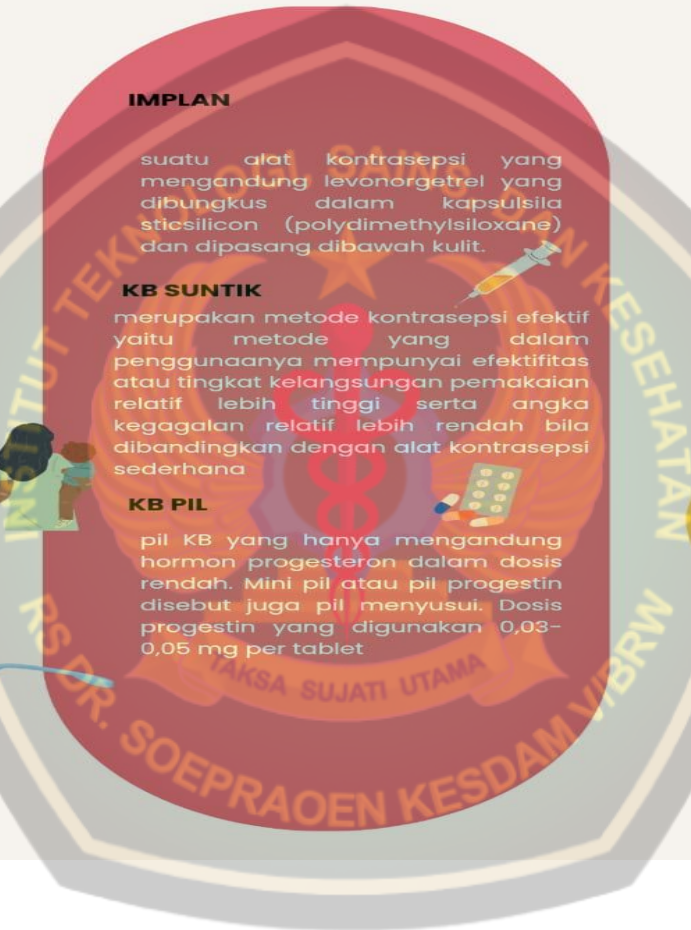 IMPLAN
suatu alat kontrasepsi yang
mengandung levonorgetrel yang
dibungkus dalam kapsulsila
sticsilicon (polydimethylsiloxane)
dan dipasang dibawah kulit.
KB SUNTIK
merupakan metode kontrasepsi efektif
yaitu metode yang dalam
penggunaanya mempunyai efektifitas
atau tingkat kelangsungan pemakaian
relatif lebih tinggi serta angka
kegagalan relatif lebih rendah bila
dibandingkan dengan alat kontrasepsi
sederhana
KB PIL
pil KB yang hanya mengandung
hormon progesteron dalam dosis
rendah. Mini pil atau pil progestin
disebut juga pil menyusui. Dosis
progestin yang digunakan 0,03-
0,05 mg per tablet
INSTITUT TEKNOLOGI, SAINS, DAN KESEHATAN
TAKSA SUJATI UTAMA
RS DR. SOEPRAOEN KESDAM V/BRW